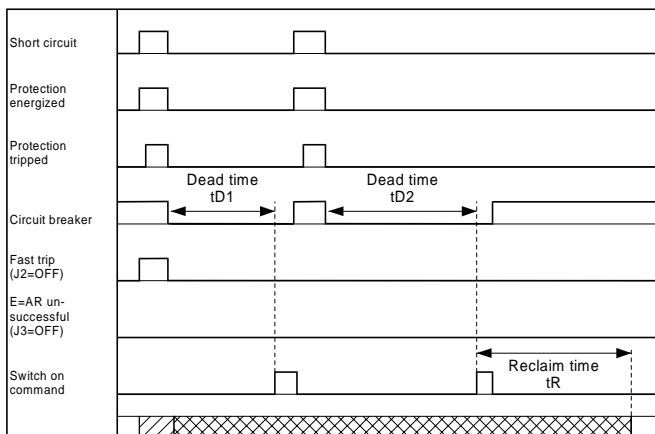 Short circuit
Protection
energized
Protection
tripped
Dead time
tD1
Dead time
tD2
Circuit breaker
Fast trip
(J2=OFF)
E=AR un-
successful
(J3=OFF)
Switch on
command
Reclaim time
tR